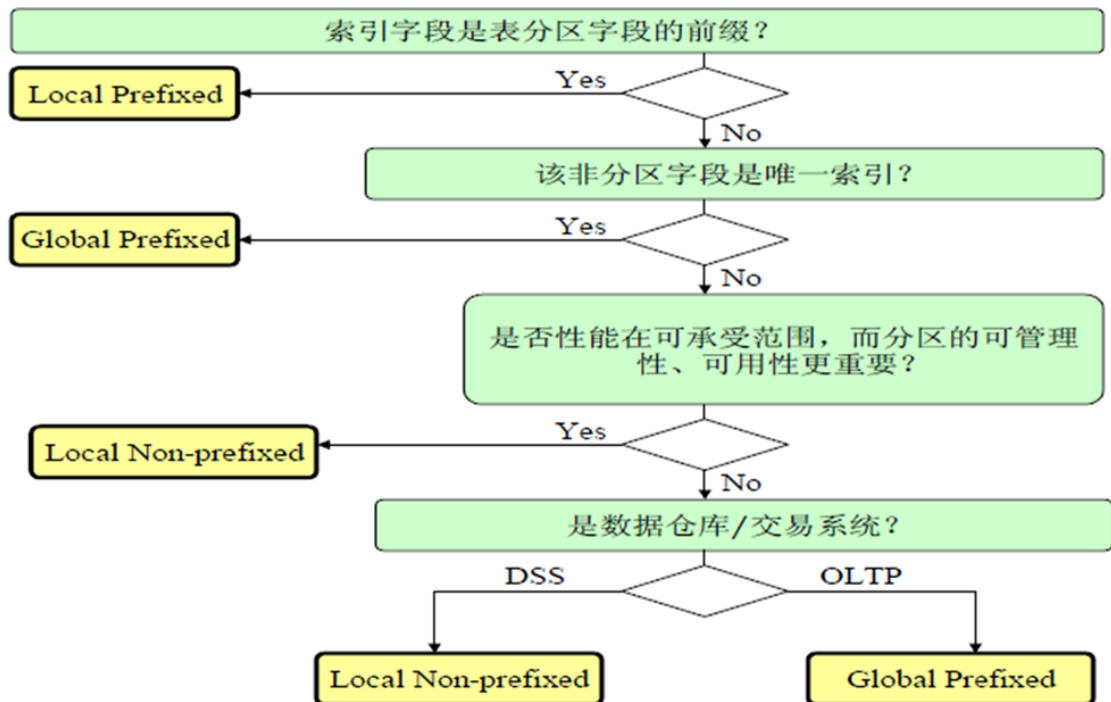 索引字段是表分区字段的前缀？
Yes
Local Prefixed
No
该非分区字段是唯一索引？
Yes
Global Prefixed
No
是否性能在可承受范围，而分区的可管理
性、可用性更重要？
Yes
Local Non-prefixed
No
是数据仓库/交易系统？
DSS
OLTP
Local Non-prefixed
Global Prefixed